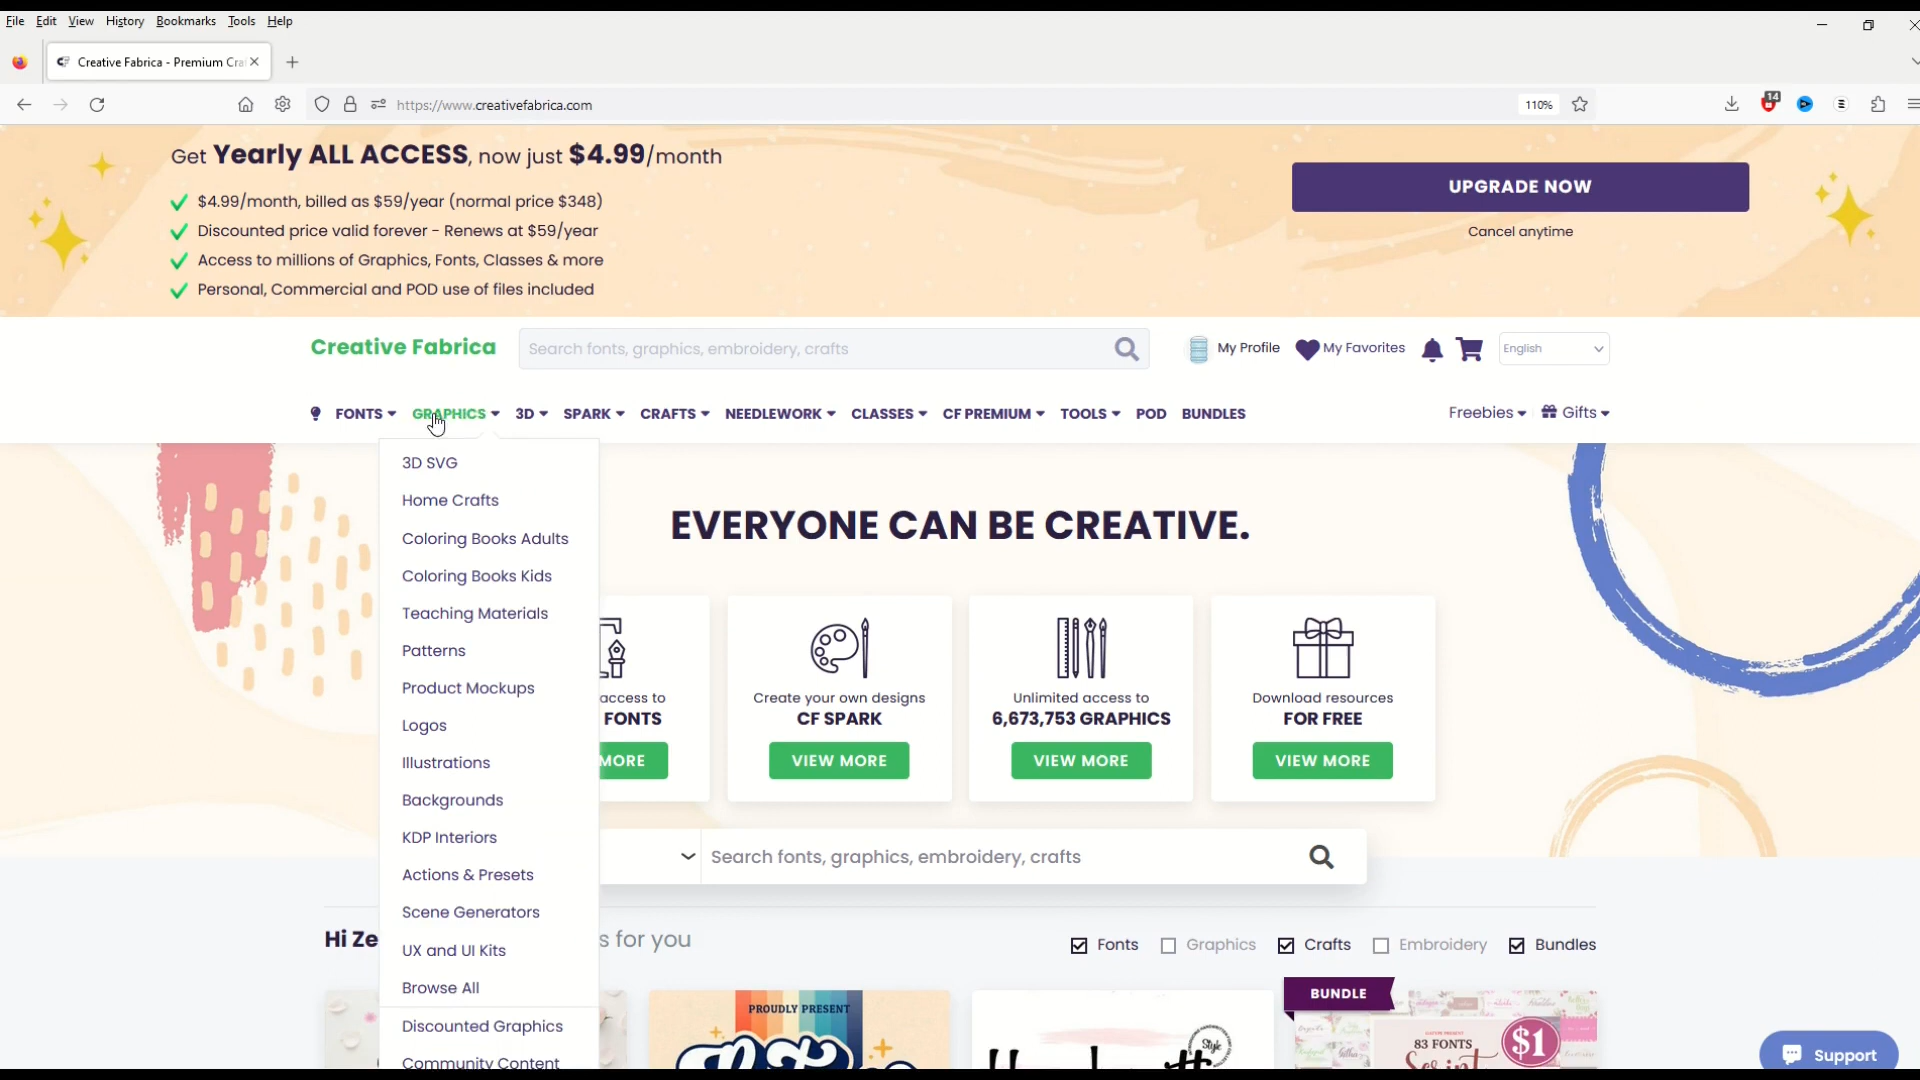 File Edit View History Bookmarks Tools Help
Creative Fabrica - Premium Cra
https://www.creativefabrica.com
110%
14
Get Yearly ALL ACCESS, now just $4.99/month
$4.99/month, billed as $59/year (normal price $348)
Discounted price valid forever - Renews at $59/year
Access to millions of Graphics, Fonts, Classes & more
Personal, Commercial and POD use of files included
UPGRADE NOW
Cancel anytime
Creative Fabrica
Search fonts, graphics, embroidery, crafts
My Profile
My Favorites
English
FONTS GRAPHICS 3D SPARK CRAFTS NEEDLEWORK CLASSES CF PREMIUM TOOLS POD BUNDLES
Freebies Gifts
3D SVG
Home Crafts
Coloring Books Adults
Coloring Books Kids
Teaching Materials
Patterns
Product Mockups
Logos
Illustrations
Backgrounds
KDP Interiors
Actions & Presets
Scene Generators
UX and UI Kits
Browse All
Discounted Graphics
Community Content
EVERYONE CAN BE CREATIVE.
access to
FONTS
MORE
Create your own designs
CF SPARK
VIEW MORE
Unlimited access to
6,673,753 GRAPHICS
VIEW MORE
Download resources
FOR FREE
VIEW MORE
Search fonts, graphics, embroidery, crafts
Hi Ze
s for you
Fonts Graphics Crafts Embroidery Bundles
PROUDLY PRESENT
Style
BUNDLE
83 FONTS
Script
$1
Support